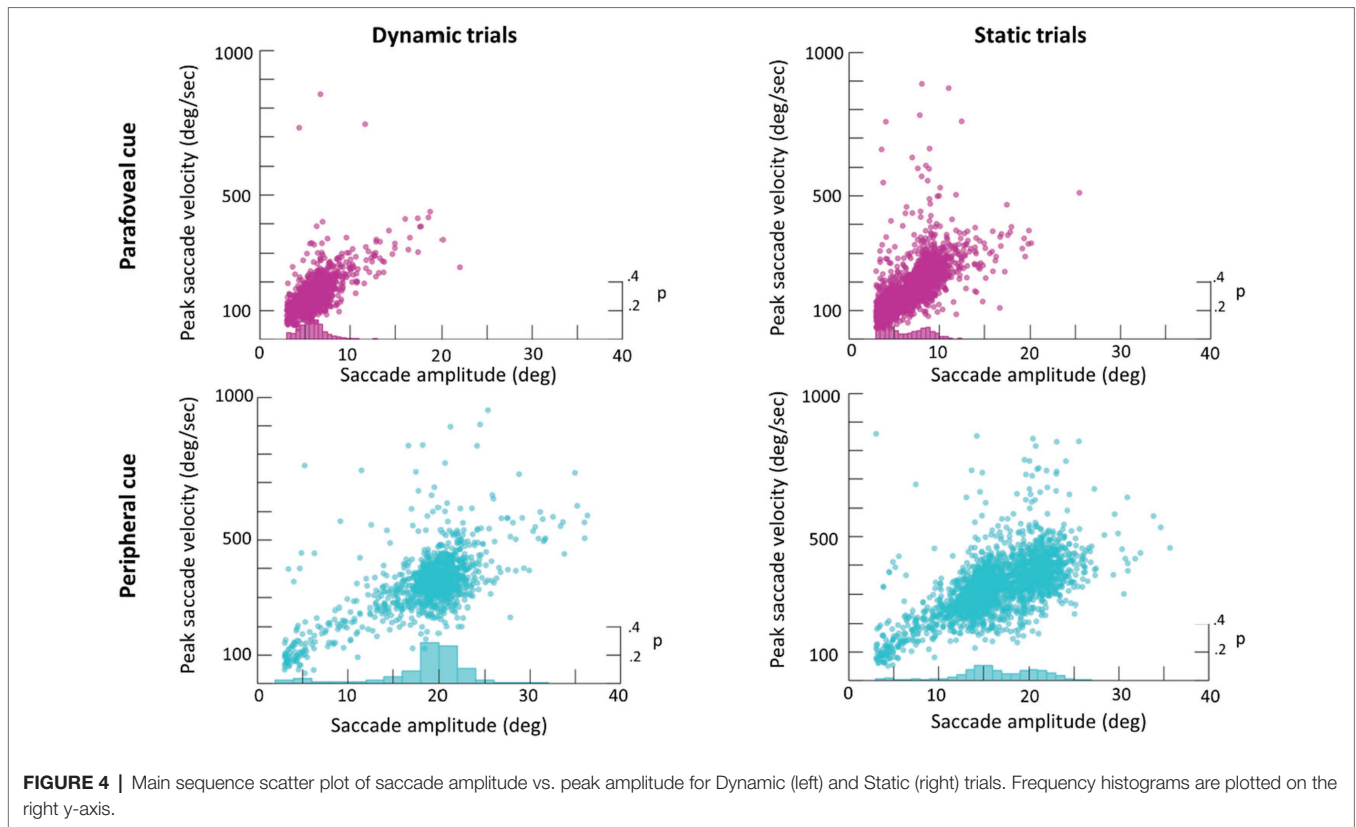 Dynamic trials
Static trials
Parafoveal cue
Peak saccade velocity (deg/sec)
1000
500
100
.4
.2
p
0
10
20
30
40
Saccade amplitude (deg)
Peak saccade velocity (deg/sec)
1000
500
100
.4
.2
p
0
10
20
30
40
Saccade amplitude (deg)
Peripheral cue
Peak saccade velocity (deg/sec)
1000
500
100
.4
.2
p
0
10
20
30
40
Saccade amplitude (deg)
Peak saccade velocity (deg/sec)
1000
500
100
.4
.2
p
0
10
20
30
40
Saccade amplitude (deg)
FIGURE 4 | Main sequence scatter plot of saccade amplitude vs. peak amplitude for Dynamic (left) and Static (right) trials. Frequency histograms are plotted on the
right y-axis.